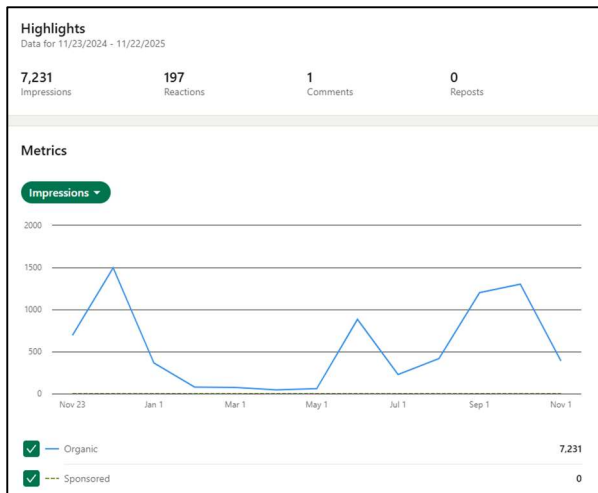 Highlights
Data for 11/23/2024 - 11/22/2025
7,231 197 1 0
Impressions Reactions Comments Reposts
Metrics
Impressions
2000
1500
1000
500
0
Nov 23 Jan 1 Mar 1 May 1 Jul 1 Sep 1 Nov 1
Organic 7,231
Sponsored 0